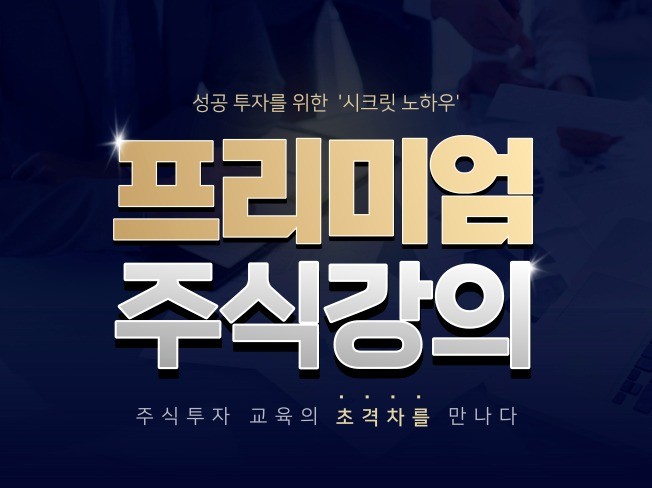 성공 투자를 위한 '시크릿 노하우'
프리미엄
주식강의
주식투자 교육의 초격차를 만나다